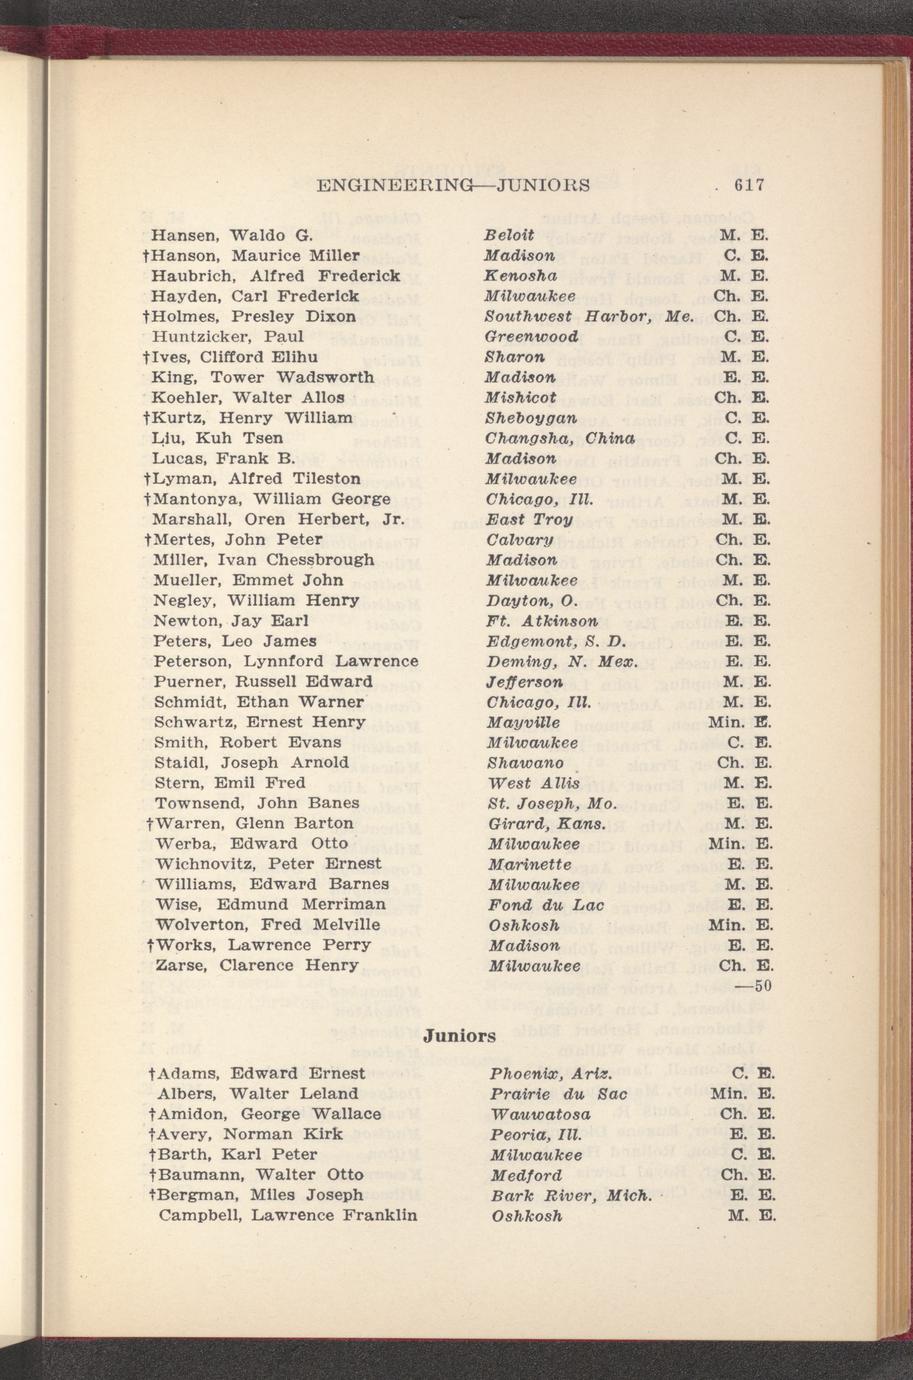 ENGINEERING—JUNIORS 617
Hansen, Waldo G. Beloit M. E.
†Hanson, Maurice Miller Madison C. E.
Haubrich, Alfred Frederick Kenosha M. E.
Hayden, Carl Frederick Milwaukee Ch. E.
†Holmes, Presley Dixon Southwest Harbor, Me. Ch. E.
Huntzicker, Paul Greenwood C. E.
†Ives, Clifford Elihu Sharon M. E.
King, Tower Wadsworth Madison E. E.
Koehler, Walter Allos Mishicot Ch. E.
†Kurtz, Henry William Sheboygan C. E.
Liu, Kuh Tsen Changsha, China C. E.
Lucas, Frank B. Madison Ch. E.
†Lyman, Alfred Tileston Milwaukee M. E.
†Mantonya, William George Chicago, Ill. M. E.
Marshall, Oren Herbert, Jr. East Troy M. E.
†Mertes, John Peter Calvary Ch. E.
Miller, Ivan Chessbrough Madison Ch. E.
Mueller, Emmet John Milwaukee M. E.
Negley, William Henry Dayton, O. Ch. E.
Newton, Jay Earl Ft. Atkinson E. E.
Peters, Leo James Edgemont, S. D. E. E.
Peterson, Lynnford Lawrence Deming, N. Mex. E. E.
Puerner, Russell Edward Jefferson M. E.
Schmidt, Ethan Warner Chicago, Ill. M. E.
Schwartz, Ernest Henry Mayville Min. E.
Smith, Robert Evans Milwaukee C. E.
Staidl, Joseph Arnold Shawano Ch. E.
Stern, Emil Fred West Allis M. E.
Townsend, John Banes St. Joseph, Mo. E. E.
†Warren, Glenn Barton Girard, Kans. M. E.
Werba, Edward Otto Milwaukee Min. E.
Wichnovitz, Peter Ernest Marinette E. E.
Williams, Edward Barnes Milwaukee M. E.
Wise, Edmund Merriman Fond du Lac E. E.
Wolverton, Fred Melville Oshkosh Min. E.
†Works, Lawrence Perry Madison E. E.
Zarse, Clarence Henry Milwaukee Ch. E.
—50
Juniors
†Adams, Edward Ernest Phoenix, Ariz. C. E.
Albers, Walter Leland Prairie du Sac Min. E.
†Amidon, George Wallace Wauwatosa Ch. E.
†Avery, Norman Kirk Peoria, Ill. E. E.
†Barth, Karl Peter Milwaukee C. E.
†Baumann, Walter Otto Medford Ch. E.
†Bergman, Miles Joseph Bark River, Mich. E. E.
Campbell, Lawrence Franklin Oshkosh M. E.